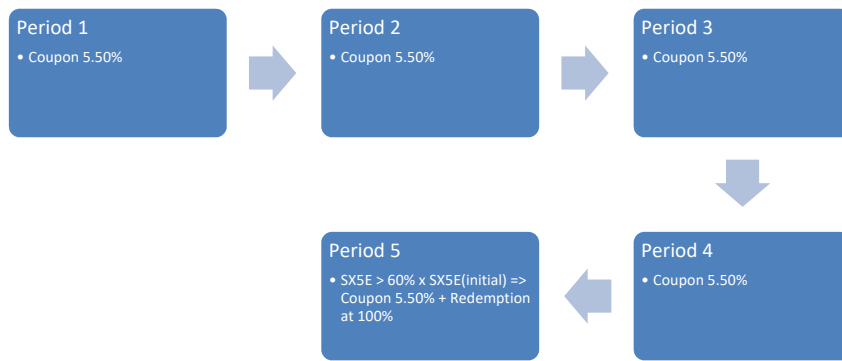 Period 1
• Coupon 5.50%
Period 2
• Coupon 5.50%
Period 3
• Coupon 5.50%
Period 4
• Coupon 5.50%
Period 5
• SX5E > 60% x SX5E(initial) =>
Coupon 5.50% + Redemption
at 100%